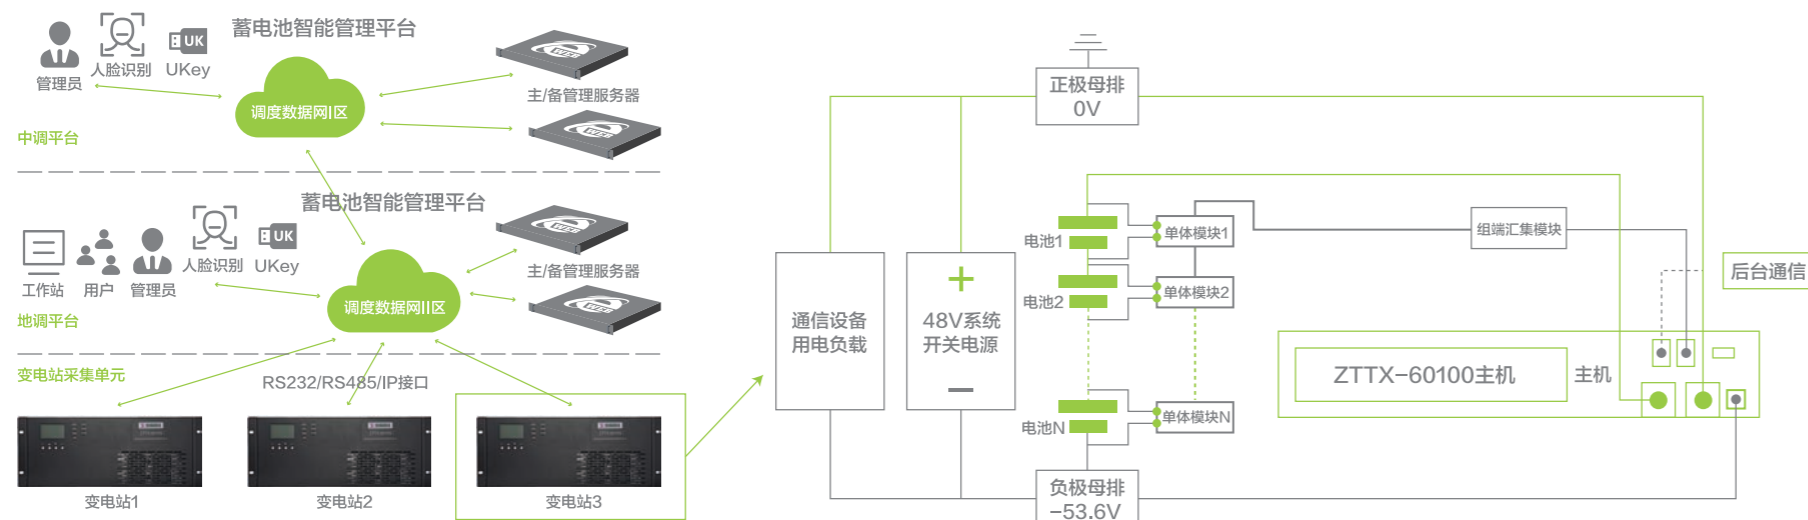 蓄电池智能管理平台
UK
管理员
人脸识别
UKey
WEB
主/备管理服务器
调度数据网I区
WEB
中调平台
蓄电池智能管理平台
UK
工作站
用户
管理员
人脸识别
UKey
WEB
主/备管理服务器
调度数据网II区
WEB
地调平台
变电站采集单元
RS232/RS485/IP接口
变电站1
变电站2
变电站3
正极母排
0V
电池1
单体模块1
组端汇集模块
后台通信
电池2
单体模块2
通信设备
用电负载
+
48V系统
开关电源
−
ZTTX-60100主机
主机
电池N
单体模块N
负极母排
-53.6V